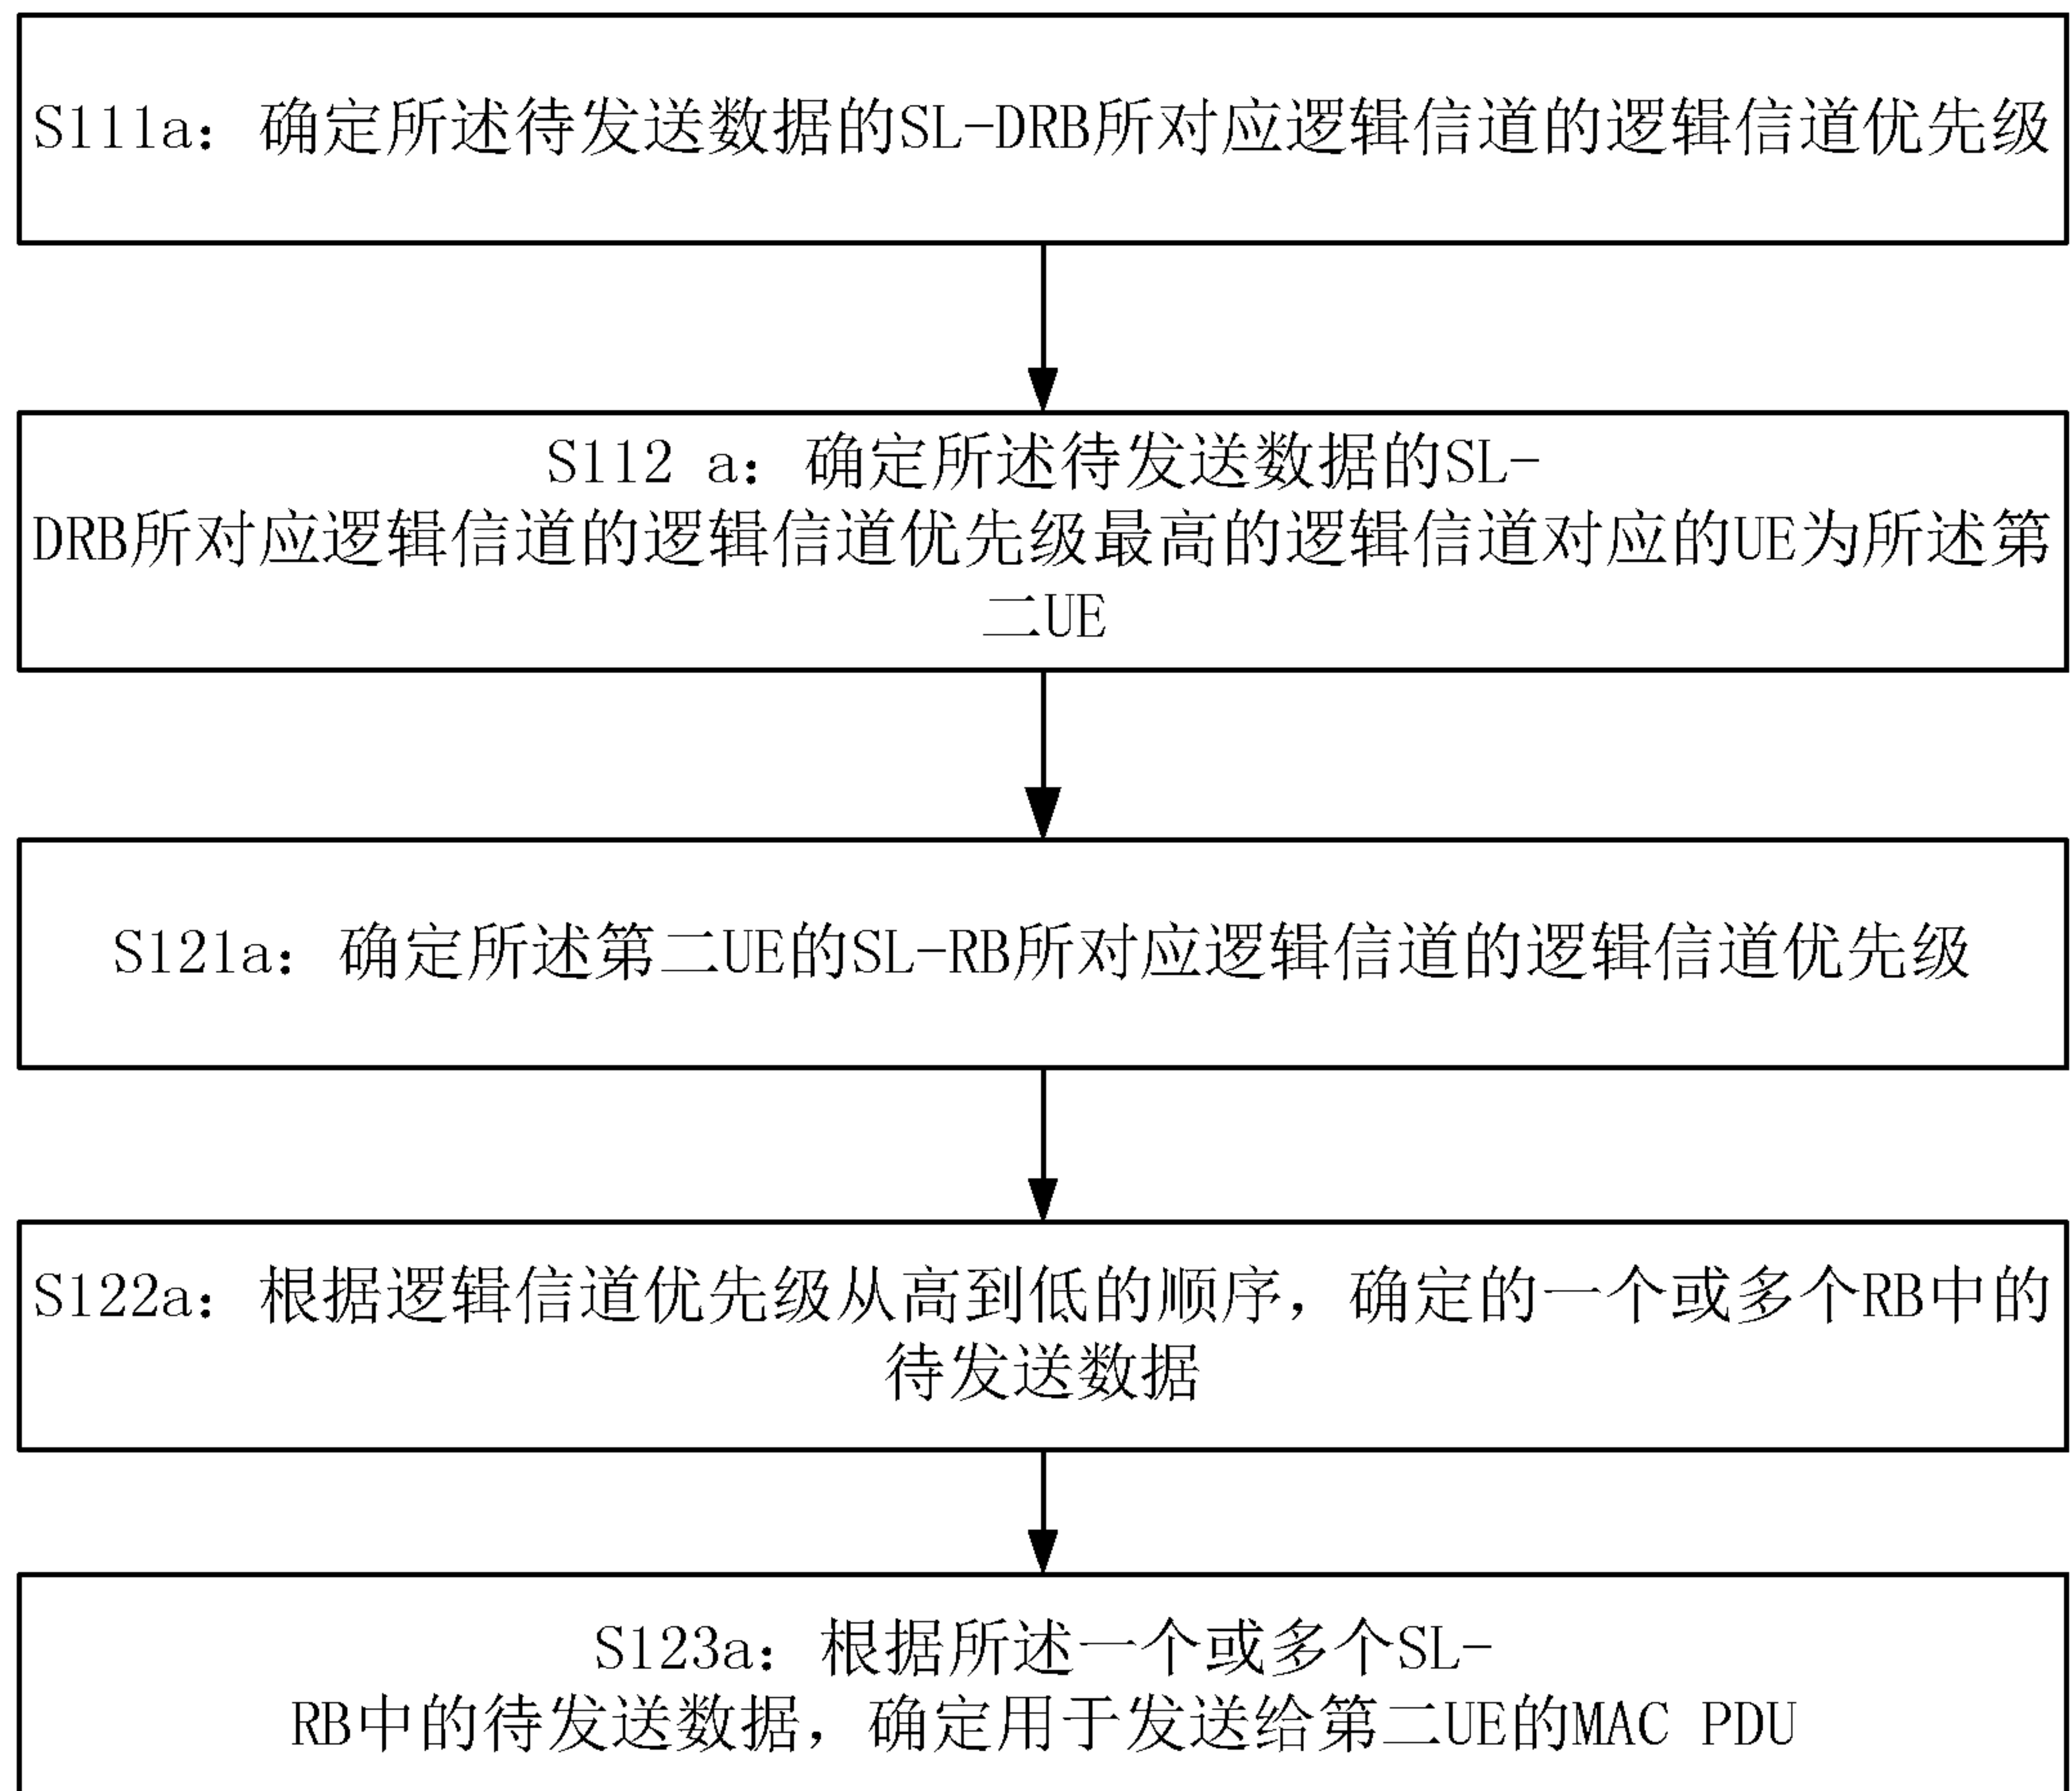 S111a：确定所述待发送数据的SL-DRB所对应逻辑信道的逻辑信道优先级
S112 a：确定所述待发送数据的SL-
DRB所对应逻辑信道的逻辑信道优先级最高的逻辑信道对应的UE为所述第
二UE
S121a：确定所述第二UE的SL-RB所对应逻辑信道的逻辑信道优先级
S122a：根据逻辑信道优先级从高到低的顺序，确定的一个或多个RB中的
待发送数据
S123a：根据所述一个或多个SL-
RB中的待发送数据，确定用于发送给第二UE的MAC PDU